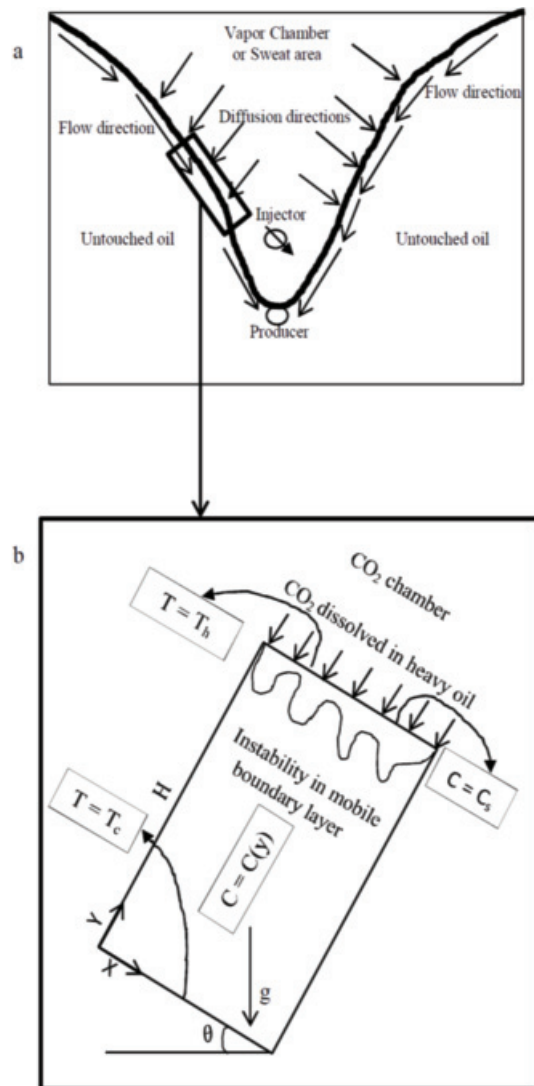 a
Vapor Chamber
or Sweat area
Flow direction
Diffusion directions
Flow direction
Untouched oil
Injector
Untouched oil
Producer
b
CO₂ chamber
T = Tₕ
CO₂ dissolved in heavy oil
Instability in mobile
boundary layer
C = Cₛ
T = T꜀
H
C = C(y)
Y
X
g
θ